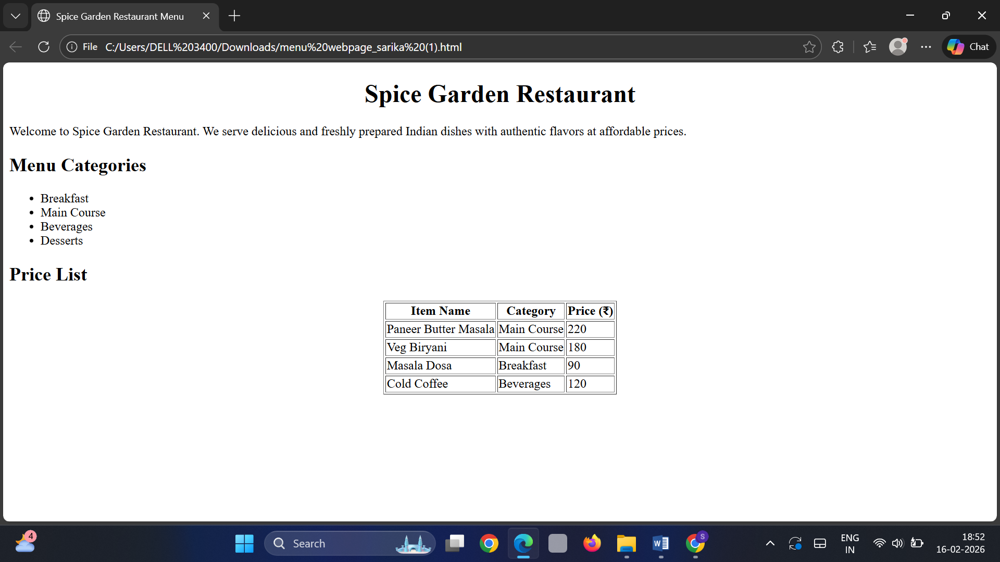 Spice Garden Restaurant Menu
File C:/Users/DELL%203400/Downloads/menu%20webpage_sarika%20(1).html
Chat
Spice Garden Restaurant
Welcome to Spice Garden Restaurant. We serve delicious and freshly prepared Indian dishes with authentic flavors at affordable prices.
Menu Categories
• Breakfast
• Main Course
• Beverages
• Desserts
Price List
Item Name Category Price (₹)
Paneer Butter Masala Main Course 220
Veg Biryani Main Course 180
Masala Dosa Breakfast 90
Cold Coffee Beverages 120
4
Search
W
S
ENG
IN
18:52
16-02-2026